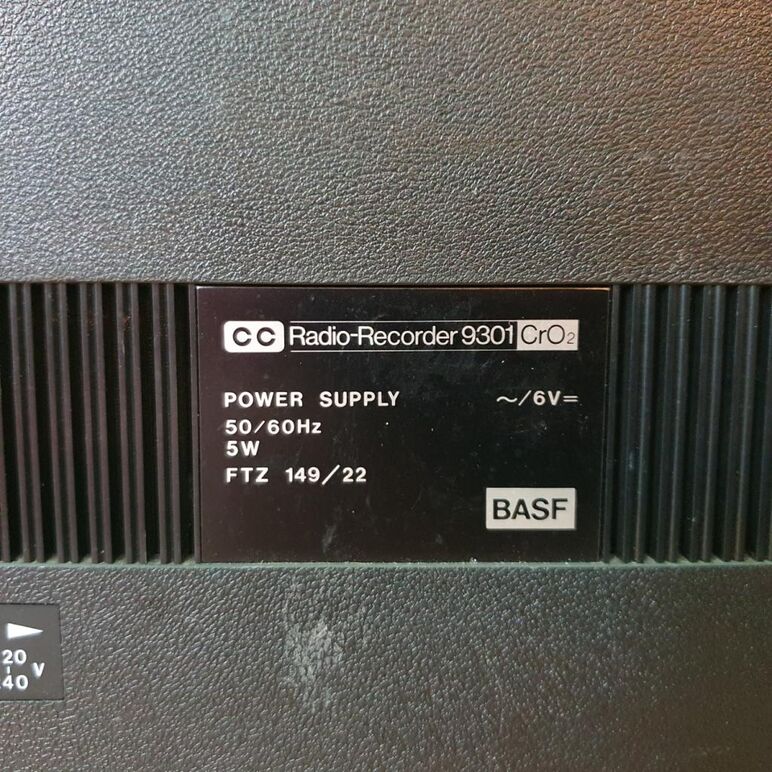 CC Radio-Recorder 9301 CrO₂
POWER SUPPLY ～/6V⎓
50/60Hz
5W
FTZ 149/22
BASF
20
40 V